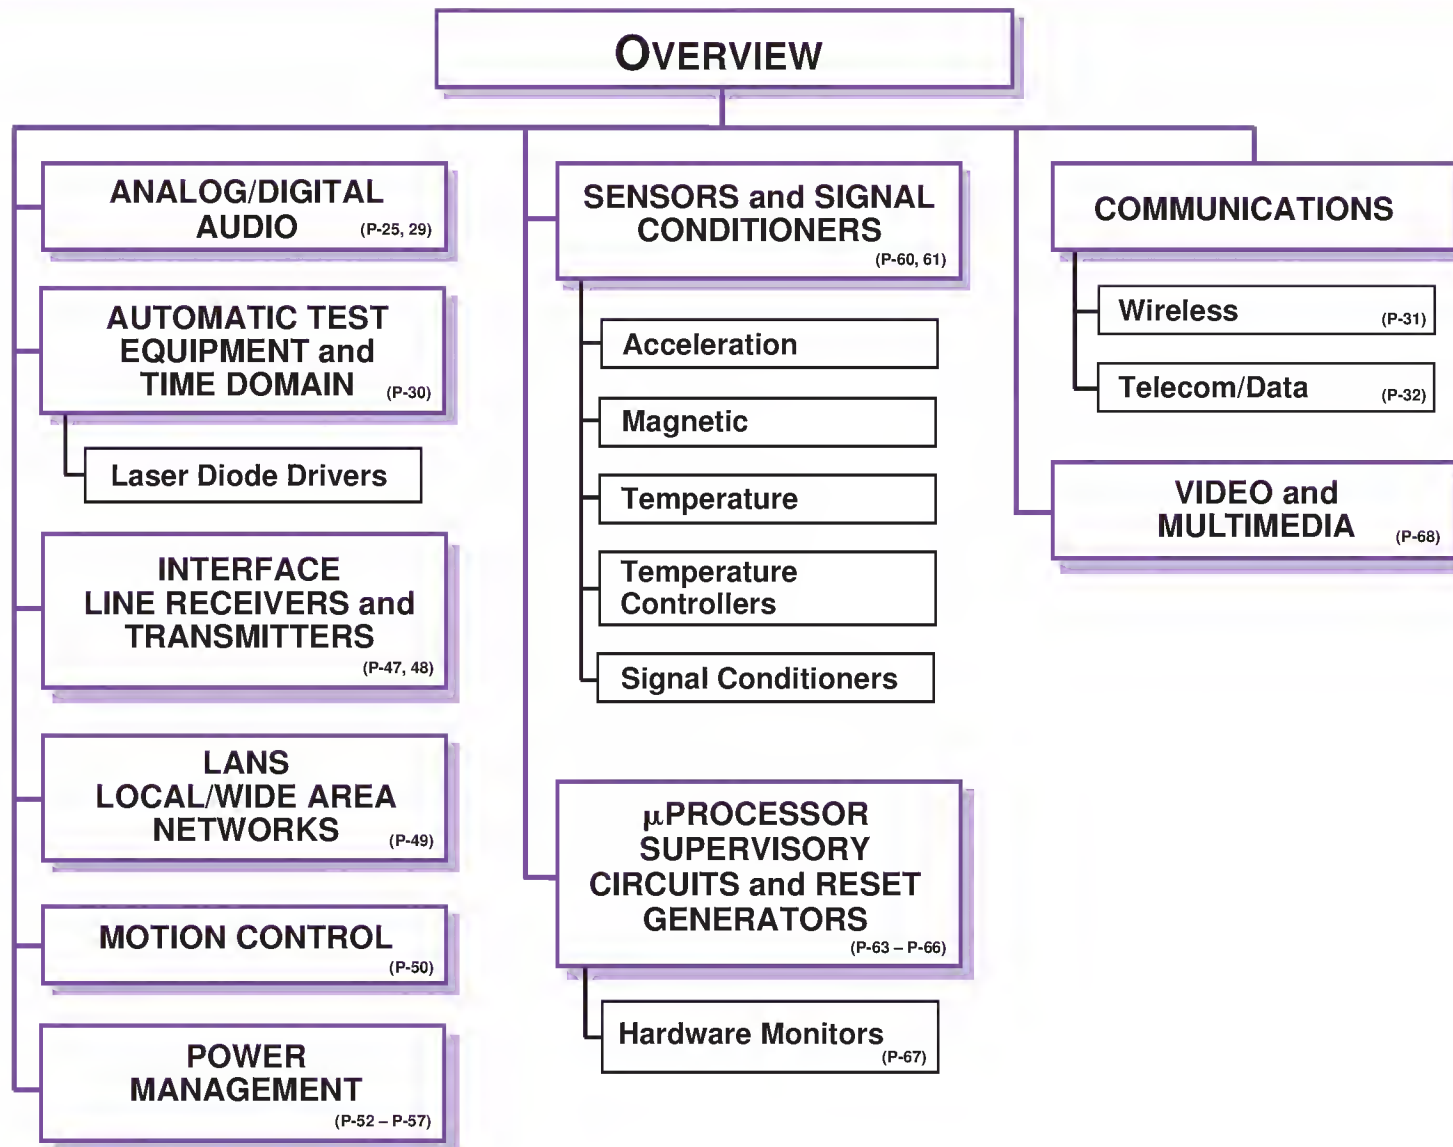 OVERVIEW
ANALOG/DIGITAL
AUDIO (P-25, 29)
AUTOMATIC TEST
EQUIPMENT and
TIME DOMAIN (P-30)
Laser Diode Drivers
INTERFACE
LINE RECEIVERS and
TRANSMITTERS
(P-47, 48)
LANS
LOCAL/WIDE AREA
NETWORKS (P-49)
MOTION CONTROL
(P-50)
POWER
MANAGEMENT
(P-52 – P-57)
SENSORS and SIGNAL
CONDITIONERS
(P-60, 61)
Acceleration
Magnetic
Temperature
Temperature
Controllers
Signal Conditioners
μPROCESSOR
SUPERVISORY
CIRCUITS and RESET
GENERATORS
(P-63 – P-66)
Hardware Monitors
(P-67)
COMMUNICATIONS
Wireless (P-31)
Telecom/Data (P-32)
VIDEO and
MULTIMEDIA (P-68)